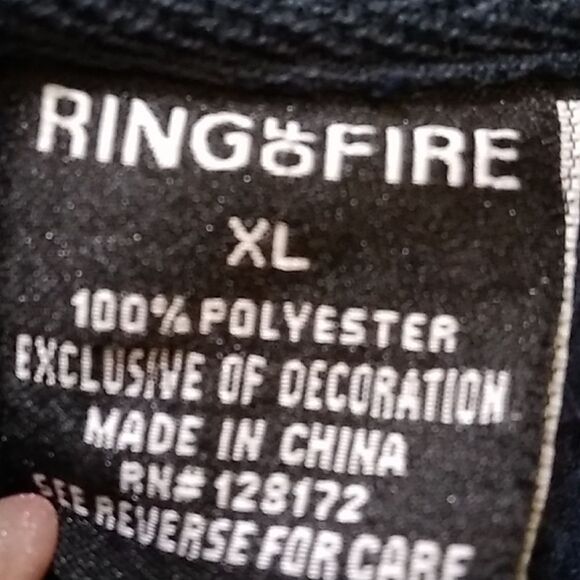 RING OF FIRE
XL
100% POLYESTER
EXCLUSIVE OF DECORATION
MADE IN CHINA
RN# 128172
SEE REVERSE FOR CARE